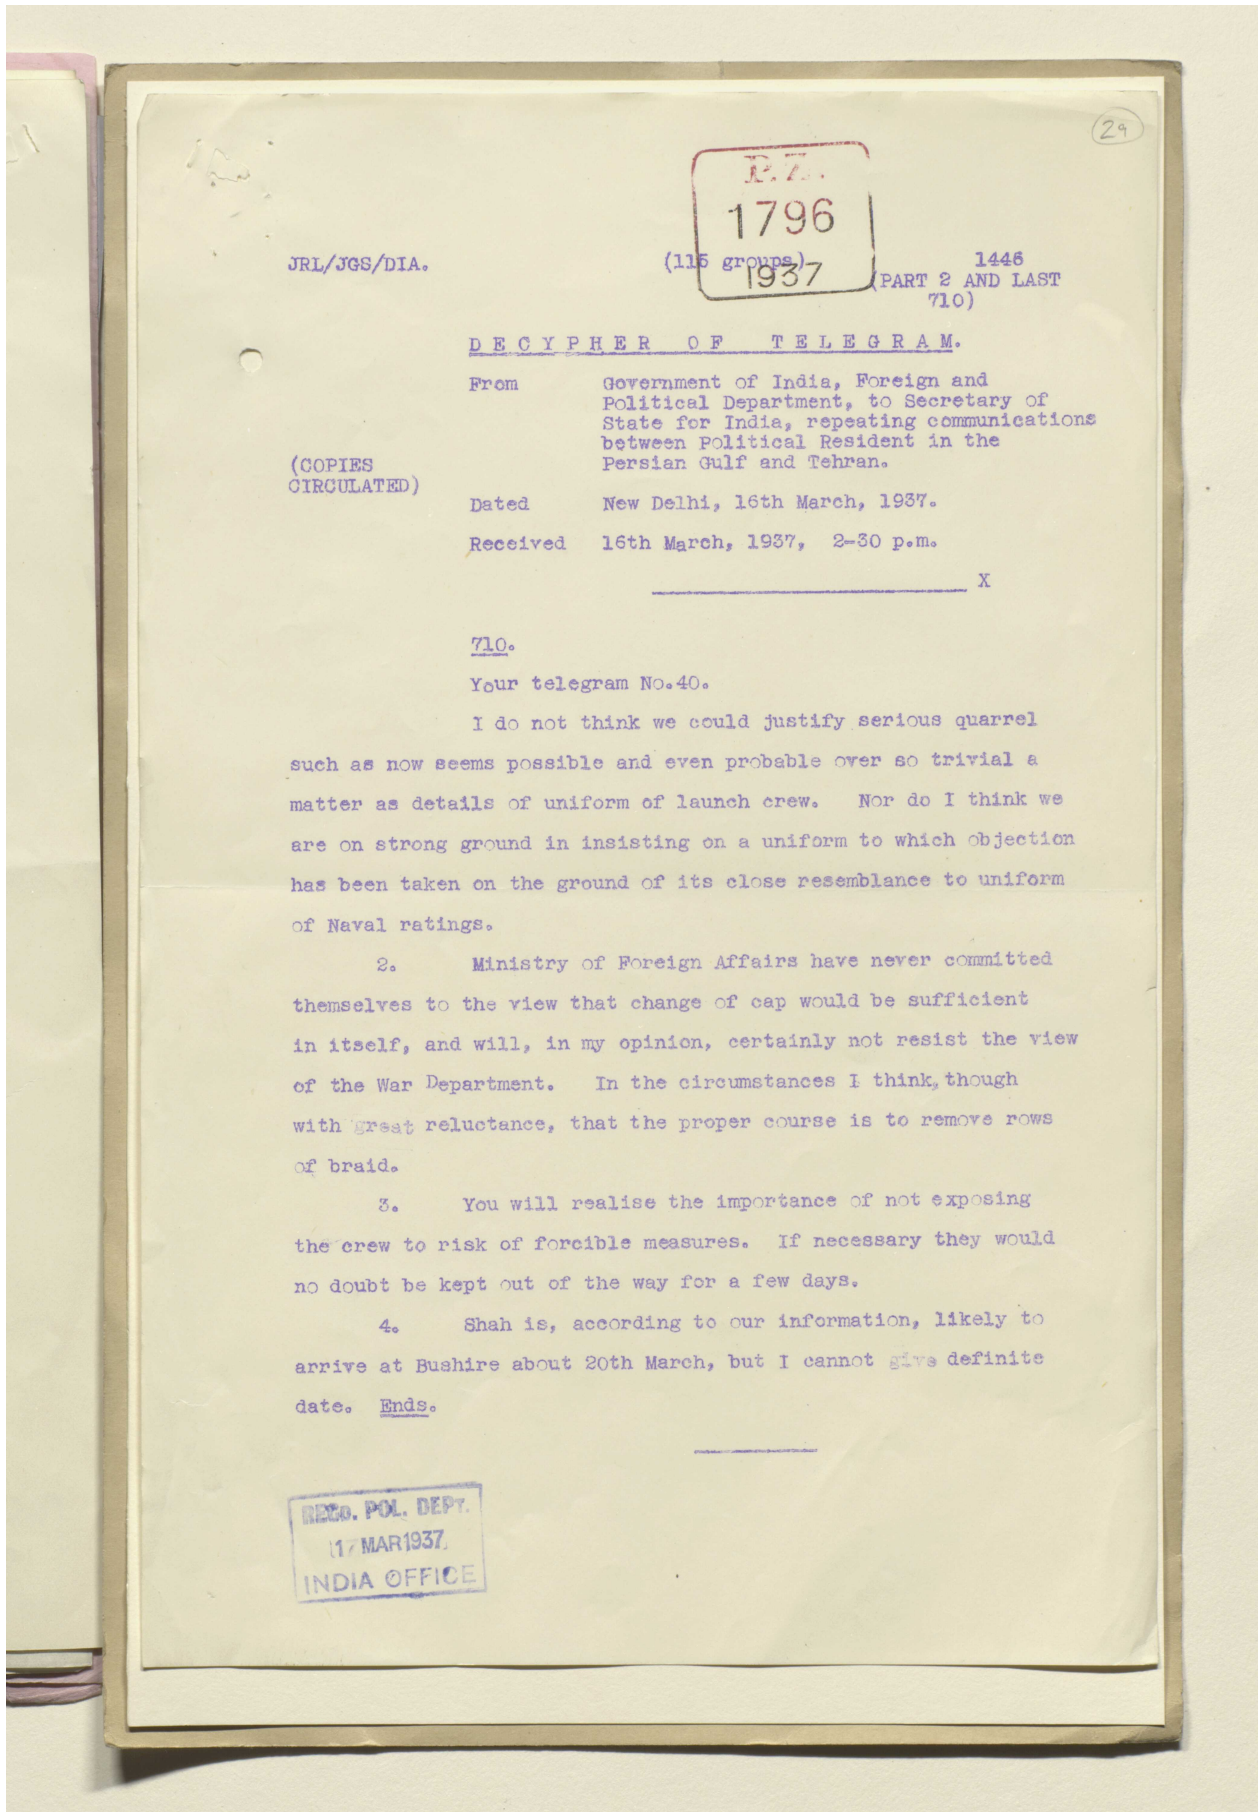 29
P.Z.
1796
1937
JRL/JGS/DIA.
(115 groups)
1446
(PART 2 AND LAST
710)
DECYPHER OF TELEGRAM.
From Government of India, Foreign and
Political Department, to Secretary of
State for India, repeating communications
between Political Resident in the
Persian Gulf and Tehran.
(COPIES
CIRCULATED)
Dated New Delhi, 16th March, 1937.
Received 16th March, 1937, 2-30 p.m.
X
710.
Your telegram No.40.
I do not think we could justify serious quarrel
such as now seems possible and even probable over so trivial a
matter as details of uniform of launch crew. Nor do I think we
are on strong ground in insisting on a uniform to which objection
has been taken on the ground of its close resemblance to uniform
of Naval ratings.
2. Ministry of Foreign Affairs have never committed
themselves to the view that change of cap would be sufficient
in itself, and will, in my opinion, certainly not resist the view
of the War Department. In the circumstances I think, though
with great reluctance, that the proper course is to remove rows
of braid.
3. You will realise the importance of not exposing
the crew to risk of forcible measures. If necessary they would
no doubt be kept out of the way for a few days.
4. Shah is, according to our information, likely to
arrive at Bushire about 20th March, but I cannot give definite
date. Ends.
RECD. POL. DEPT.
17 MAR 1937
INDIA OFFICE